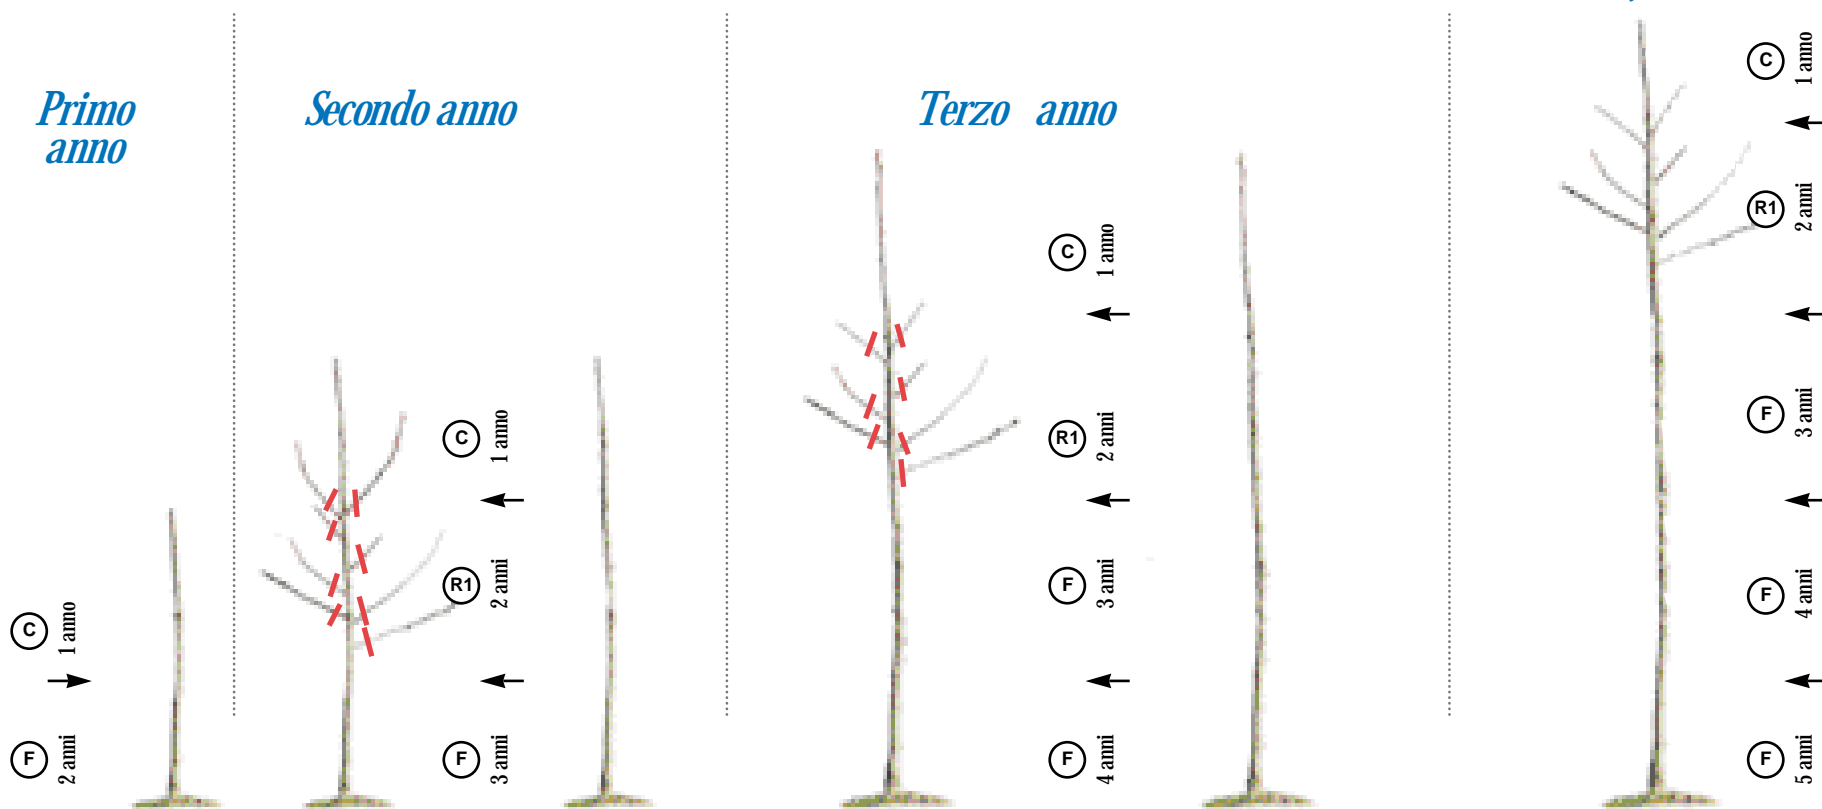 Primo
anno
C
1 anno
F
2 anni
Secondo anno
C
1 anno
R1
2 anni
F
3 anni
Terzo anno
C
1 anno
R1
2 anni
F
3 anni
F
4 anni
C
1 anno
R1
2 anni
F
3 anni
F
4 anni
F
5 anni